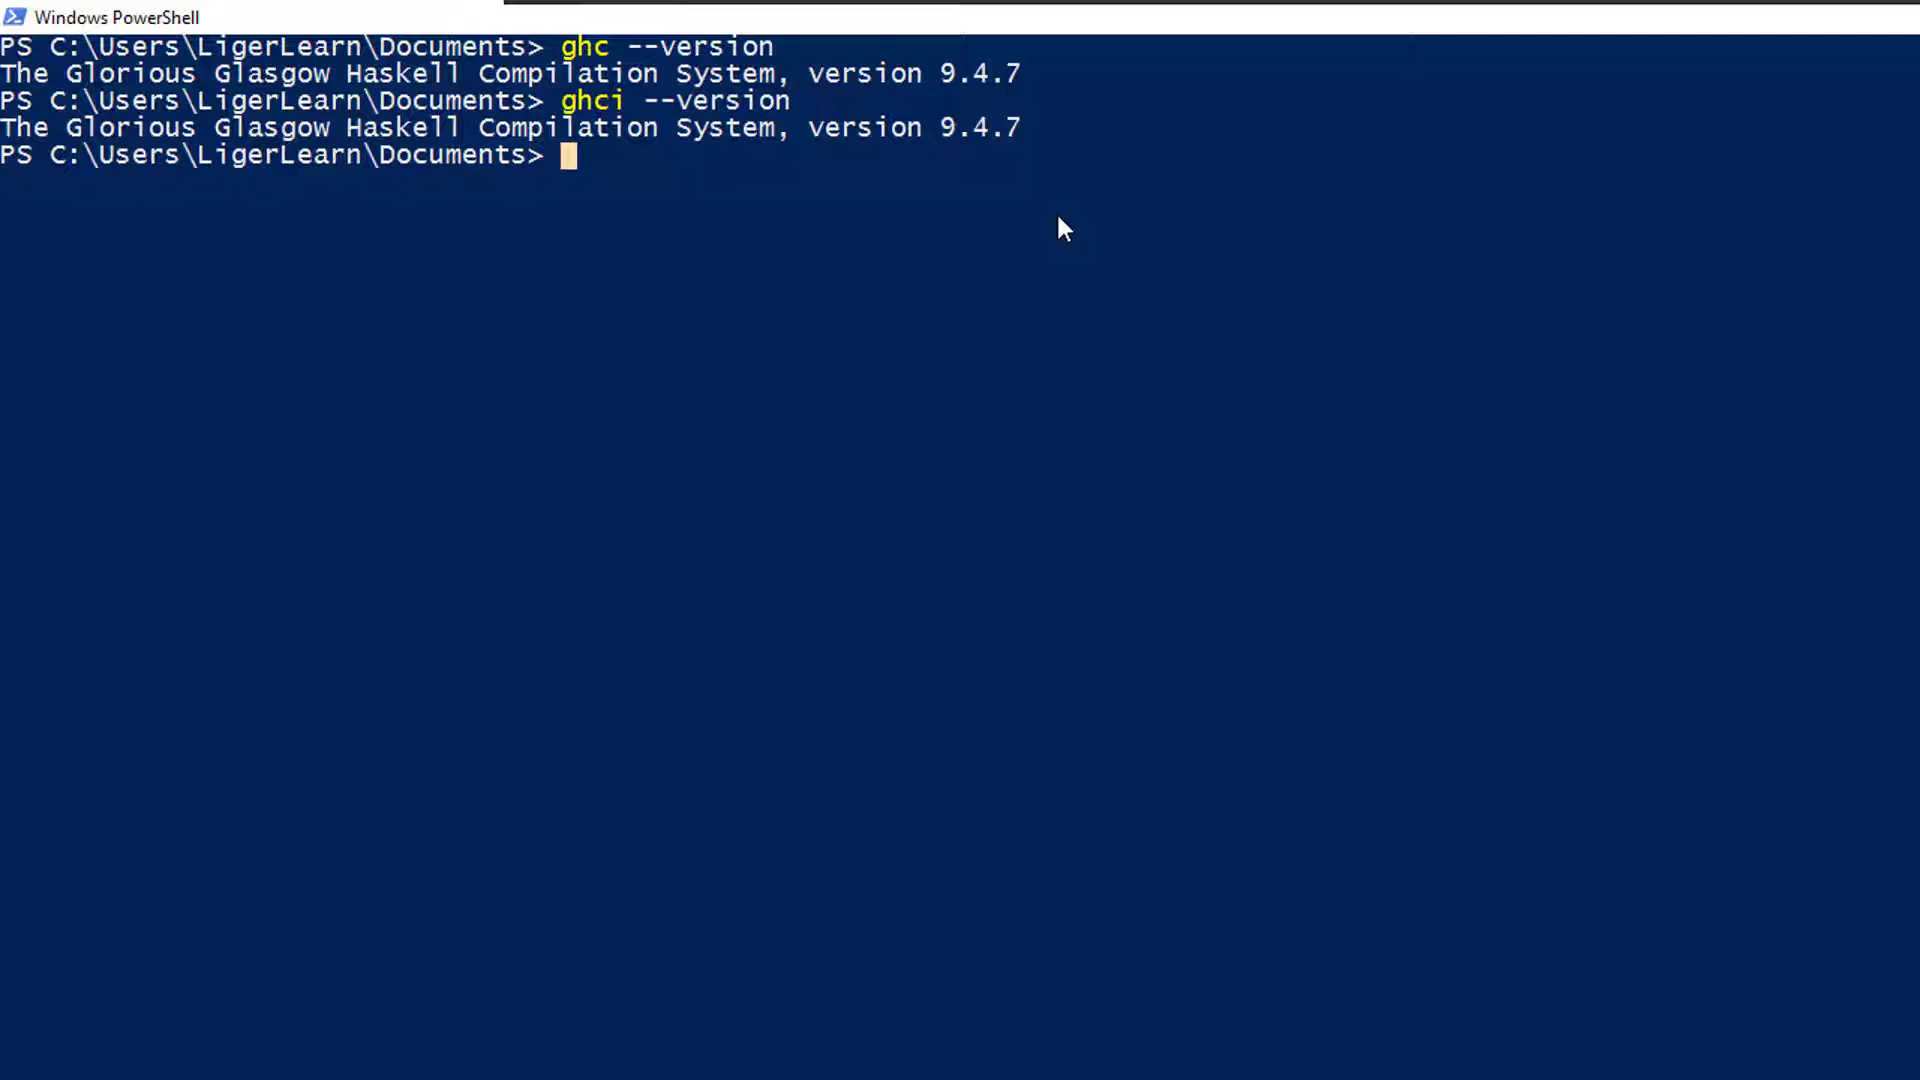 Windows PowerShell
PS C:\Users\LigerLearn\Documents> ghc --version
The Glorious Glasgow Haskell Compilation System, version 9.4.7
PS C:\Users\LigerLearn\Documents> ghci --version
The Glorious Glasgow Haskell Compilation System, version 9.4.7
PS C:\Users\LigerLearn\Documents>